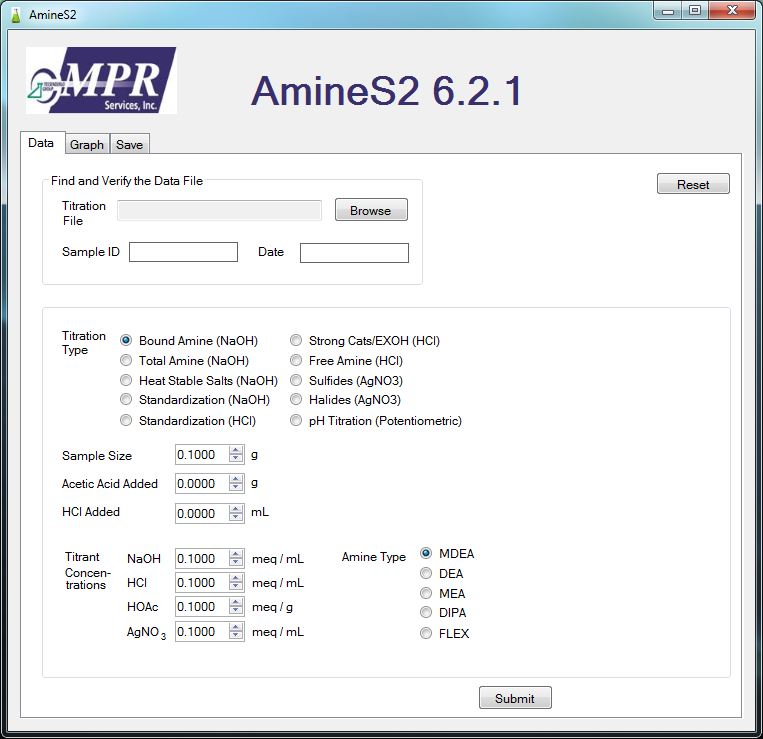 AmineS2
MPR
Services, Inc.
AmineS2 6.2.1
Data Graph Save
Find and Verify the Data File
Reset
Titration
File
Browse
Sample ID
Date
Titration
Type
Bound Amine (NaOH)
Total Amine (NaOH)
Heat Stable Salts (NaOH)
Standardization (NaOH)
Standardization (HCl)
Strong Cats/EXOH (HCl)
Free Amine (HCl)
Sulfides (AgNO3)
Halides (AgNO3)
pH Titration (Potentiometric)
Sample Size 0.1000 g
Acetic Acid Added 0.0000 g
HCl Added 0.0000 mL
Titrant
Concen-
trations
NaOH 0.1000 meq / mL
HCl 0.1000 meq / mL
HOAc 0.1000 meq / g
AgNO3 0.1000 meq / mL
Amine Type
MDEA
DEA
MEA
DIPA
FLEX
Submit